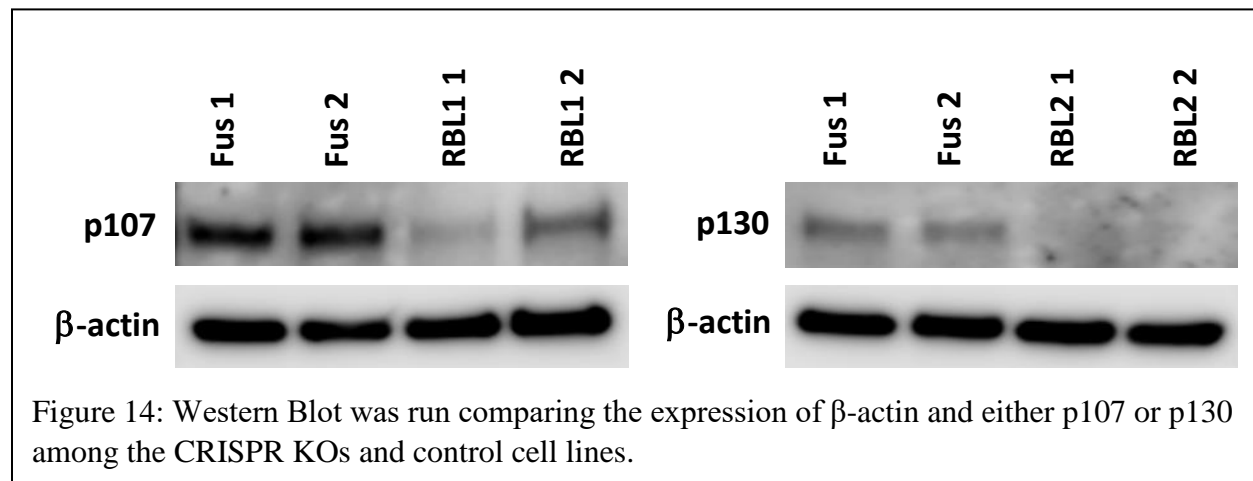 Fus 1
Fus 2
RBL1 1
RBL1 2
p107
β-actin
Fus 1
Fus 2
RBL2 1
RBL2 2
p130
β-actin
Figure 14: Western Blot was run comparing the expression of β-actin and either p107 or p130
among the CRISPR KOs and control cell lines.